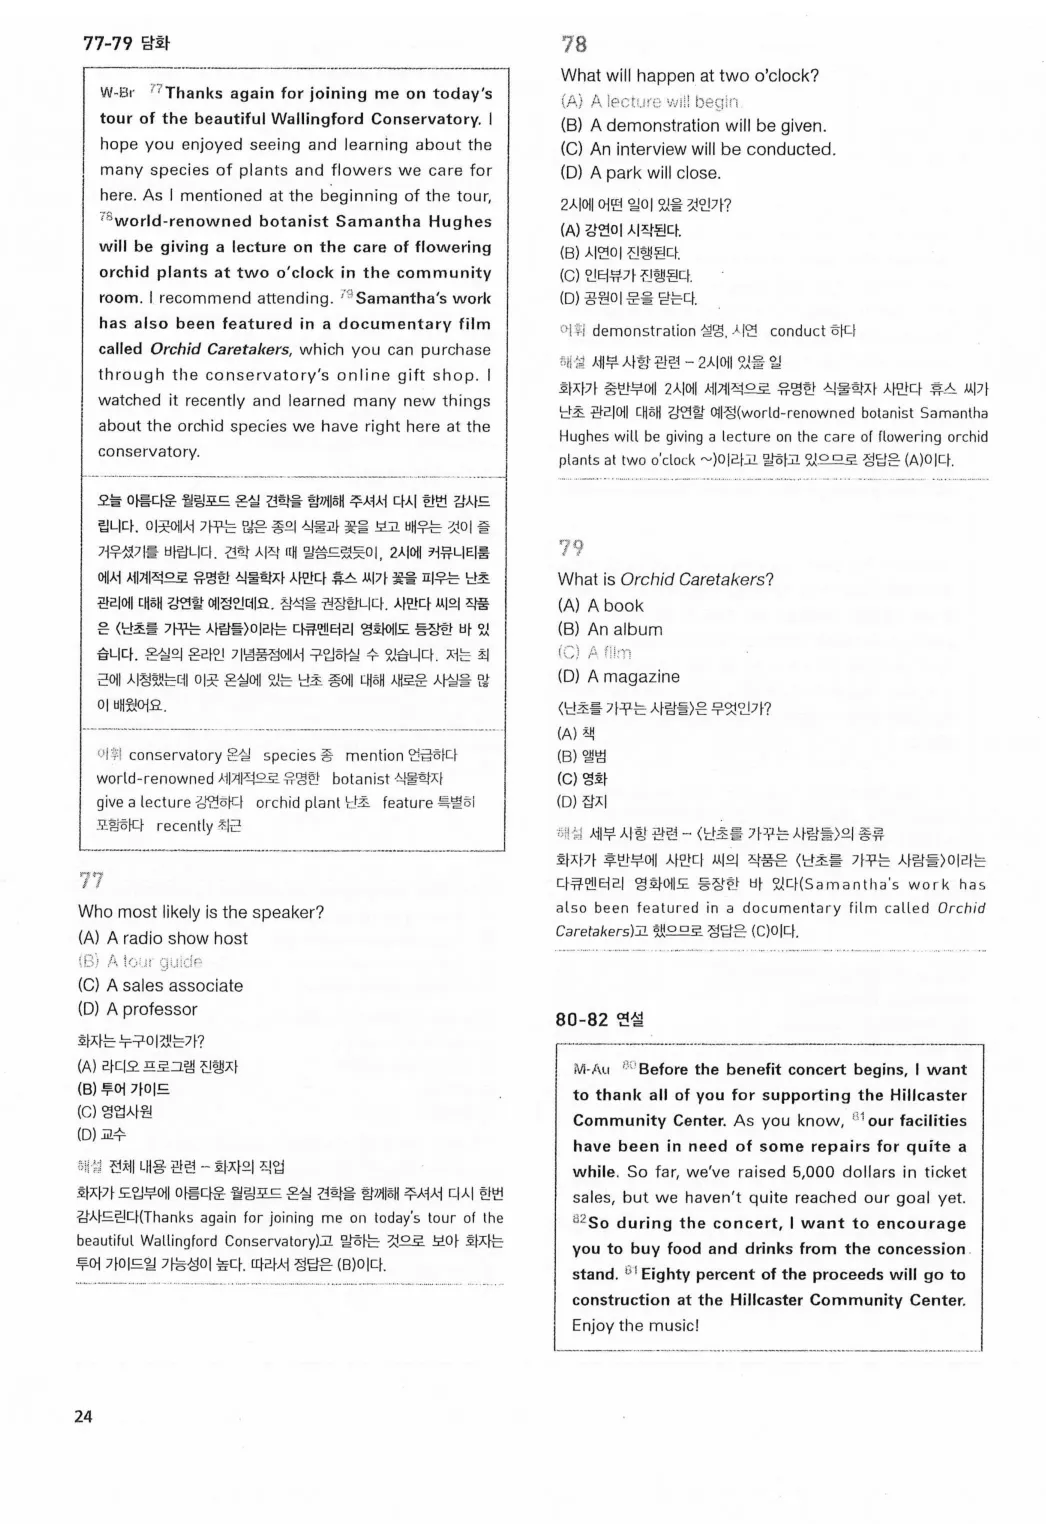 77-79 담화
W-Br 77Thanks again for joining me on today's
tour of the beautiful Wallingford Conservatory. I
hope you enjoyed seeing and learning about the
many species of plants and flowers we care for
here. As I mentioned at the beginning of the tour,
78world-renowned botanist Samantha Hughes
will be giving a lecture on the care of flowering
orchid plants at two o'clock in the community
room. I recommend attending. 79Samantha's work
has also been featured in a documentary film
called Orchid Caretakers, which you can purchase
through the conservatory's online gift shop. I
watched it recently and learned many new things
about the orchid species we have right here at the
conservatory.
오늘 아름다운 월링포드 온실 견학을 함께해 주셔서 다시 한번 감사드
립니다. 이곳에서 가꾸는 많은 종의 식물과 꽃을 보고 배우는 것이 즐
거우셨기를 바랍니다. 견학 시작 때 말씀드렸듯이, 2시에 커뮤니티룸
에서 세계적으로 유명한 식물학자 사만다 휴스 씨가 꽃을 피우는 난초
관리에 대해 강연할 예정인데요. 참석을 권장합니다. 사만다 씨의 작품
은 〈난초를 가꾸는 사람들〉이라는 다큐멘터리 영화에도 등장한 바 있
습니다. 온실의 온라인 기념품점에서 구입하실 수 있습니다. 저는 최
근에 시청했는데 이곳 온실에 있는 난초 종에 대해 새로운 사실을 많
이 배웠어요.
어휘 conservatory 온실 species 종 mention 언급하다
world-renowned 세계적으로 유명한 botanist 식물학자
give a lecture 강연하다 orchid plant 난초 feature 특별히
포함하다 recently 최근
77
Who most likely is the speaker?
(A) A radio show host
(B) A tour guide
(C) A sales associate
(D) A professor
화자는 누구이겠는가?
(A) 라디오 프로그램 진행자
(B) 투어 가이드
(C) 영업사원
(D) 교수
해설 전체 내용 관련 – 화자의 직업
화자가 도입부에 아름다운 월링포드 온실 견학을 함께해 주셔서 다시 한번
감사드린다(Thanks again for joining me on today's tour of the
beautiful Wallingford Conservatory)고 말하는 것으로 보아 화자는
투어 가이드일 가능성이 높다. 따라서 정답은 (B)이다.
24
78
What will happen at two o'clock?
(A) A lecture will begin
(B) A demonstration will be given.
(C) An interview will be conducted.
(D) A park will close.
2시에 어떤 일이 있을 것인가?
(A) 강연이 시작된다.
(B) 시연이 진행된다.
(C) 인터뷰가 진행된다.
(D) 공원이 문을 닫는다.
어휘 demonstration 설명, 시연 conduct 하다
해설 세부 사항 관련 – 2시에 있을 일
화자가 중반부에 2시에 세계적으로 유명한 식물학자 사만다 휴스 씨가
난초 관리에 대해 강연할 예정(world-renowned botanist Samantha
Hughes will be giving a lecture on the care of flowering orchid
plants at two o'clock ~)이라고 말하고 있으므로 정답은 (A)이다.
79
What is Orchid Caretakers?
(A) A book
(B) An album
(C) A film
(D) A magazine
〈난초를 가꾸는 사람들〉은 무엇인가?
(A) 책
(B) 앨범
(C) 영화
(D) 잡지
해설 세부 사항 관련 – 〈난초를 가꾸는 사람들〉의 종류
화자가 후반부에 사만다 씨의 작품은 〈난초를 가꾸는 사람들〉이라는
다큐멘터리 영화에도 등장한 바 있다(Samantha's work has
also been featured in a documentary film called Orchid
Caretakers)고 했으므로 정답은 (C)이다.
80-82 연설
M-Au 80Before the benefit concert begins, I want
to thank all of you for supporting the Hillcaster
Community Center. As you know, 81our facilities
have been in need of some repairs for quite a
while. So far, we've raised 5,000 dollars in ticket
sales, but we haven't quite reached our goal yet.
82So during the concert, I want to encourage
you to buy food and drinks from the concession
stand. 81Eighty percent of the proceeds will go to
construction at the Hillcaster Community Center.
Enjoy the music!